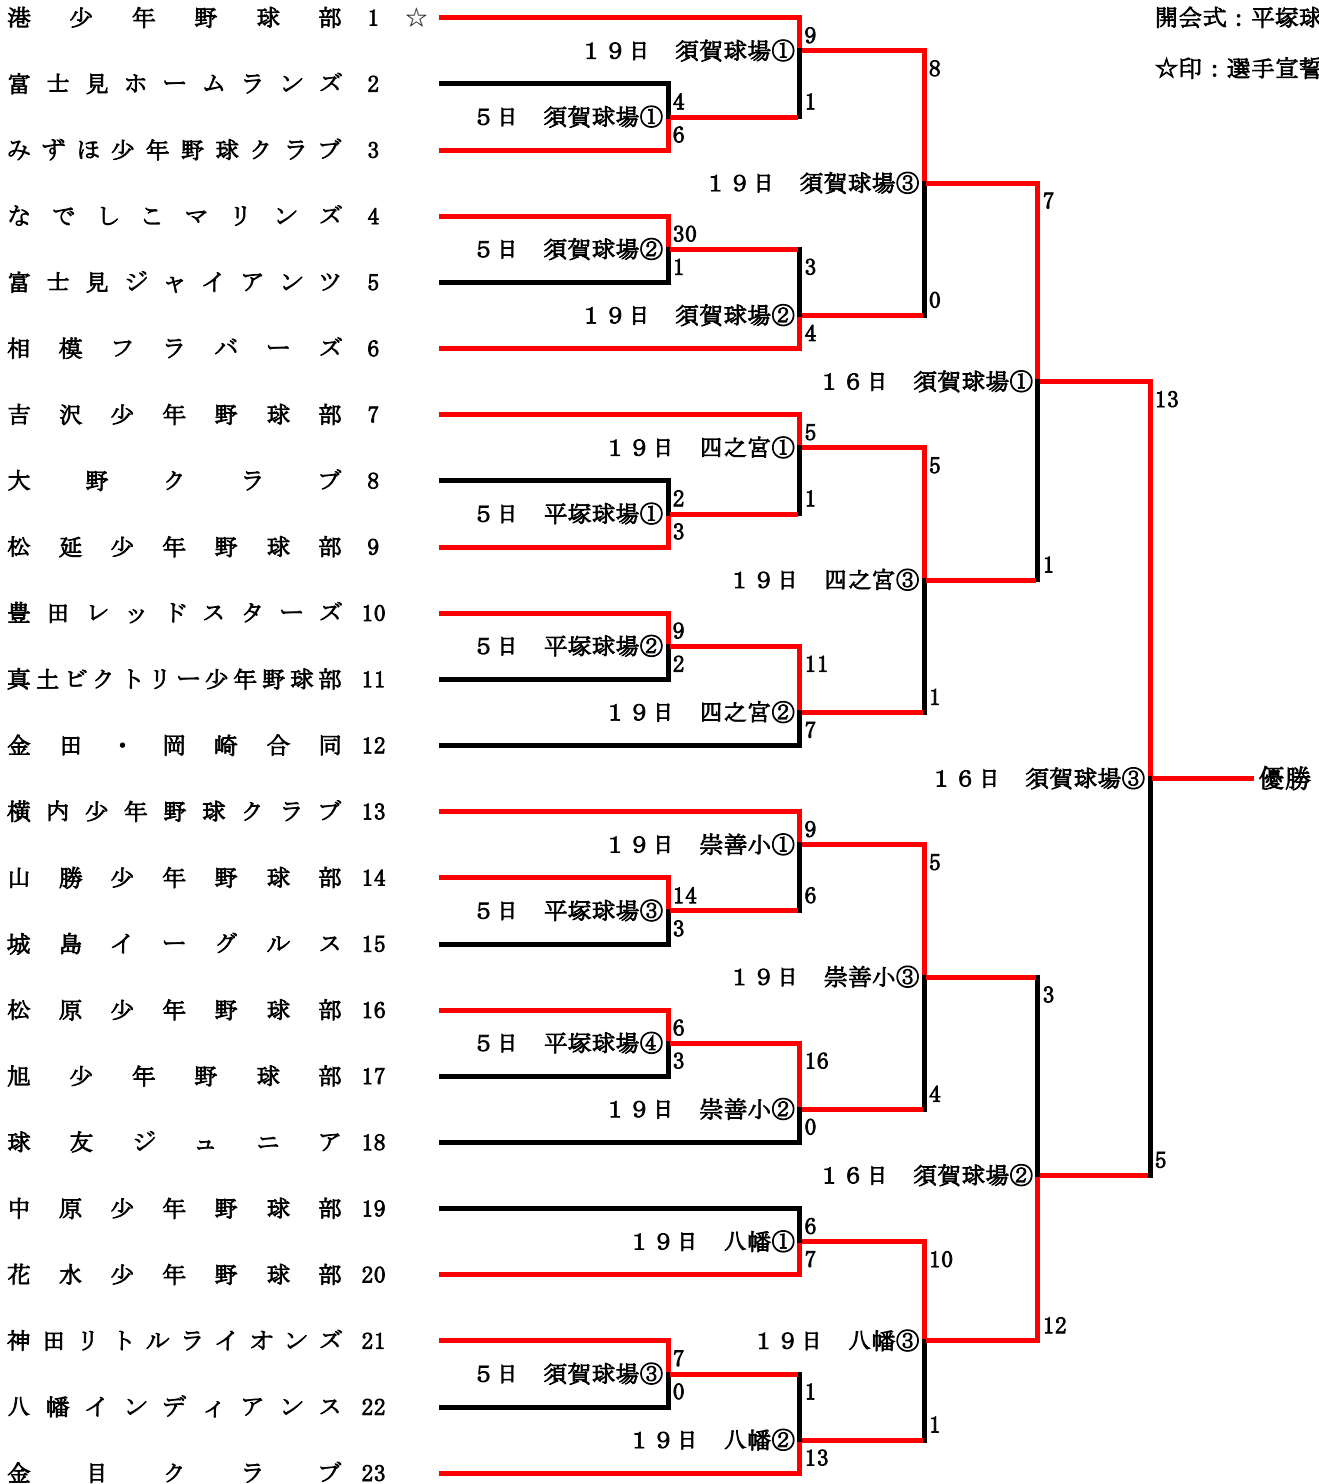 港少年野球部 1 ☆
開会式：平塚球
9
19日 須賀球場①
8
☆印：選手宣誓
富士見ホームランズ 2
4
1
5日 須賀球場①
6
みずほ少年野球クラブ 3
19日 須賀球場③
7
なでしこマリンズ 4
30
5日 須賀球場②
1
3
富士見ジャイアンツ 5
0
19日 須賀球場②
4
相模フラバーズ 6
16日 須賀球場①
13
吉沢少年野球部 7
5
19日 四之宮①
5
大野クラブ 8
2
1
5日 平塚球場①
3
松延少年野球部 9
1
19日 四之宮③
豊田レッドスターズ 10
9
5日 平塚球場②
2
11
真土ビクトリー少年野球部 11
1
19日 四之宮②
7
金田・岡崎合同 12
16日 須賀球場③
優勝
横内少年野球クラブ 13
9
19日 崇善小①
5
山勝少年野球部 14
14
6
5日 平塚球場③
3
城島イーグルス 15
19日 崇善小③
3
松原少年野球部 16
6
5日 平塚球場④
3
16
旭少年野球部 17
4
19日 崇善小②
0
球友ジュニア 18
5
16日 須賀球場②
中原少年野球部 19
6
19日 八幡①
7
10
花水少年野球部 20
12
神田リトルライオンズ 21
19日 八幡③
7
5日 須賀球場③
0
1
八幡インディアンス 22
1
19日 八幡②
13
金目クラブ 23